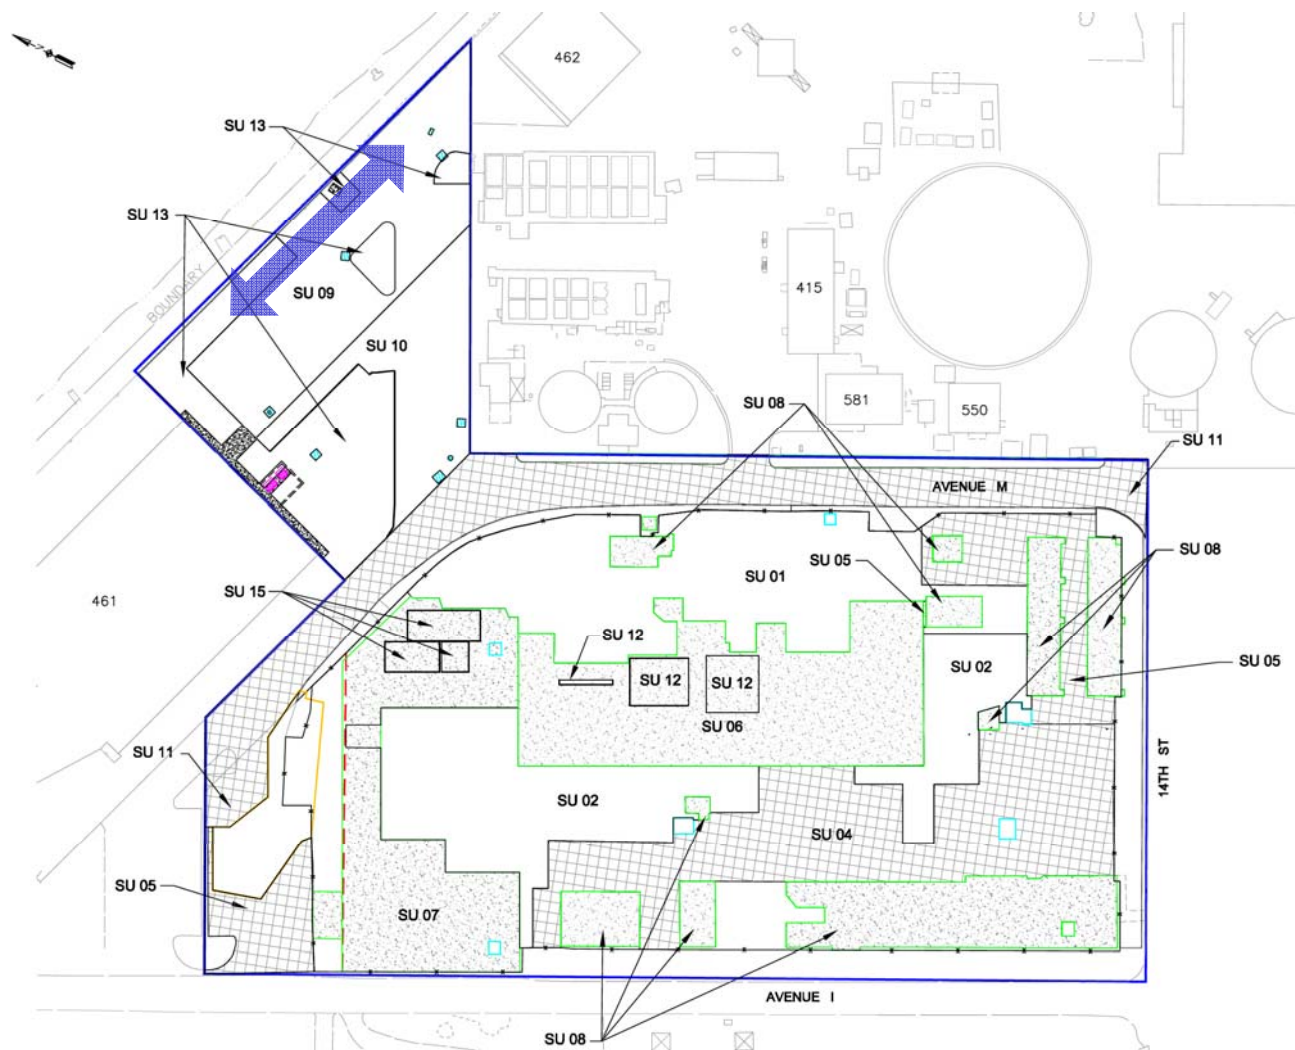 462
SU 13
SU 13
BOUNDARY
SU 09
415
SU 10
581
550
SU 08
SU 11
AVENUE M
SU 08
SU 05
SU 01
461
SU 15
SU 12
SU 02
SU 05
SU 12
SU 12
SU 06
SU 11
14TH ST
SU 02
SU 04
SU 05
SU 07
AVENUE I
SU 08